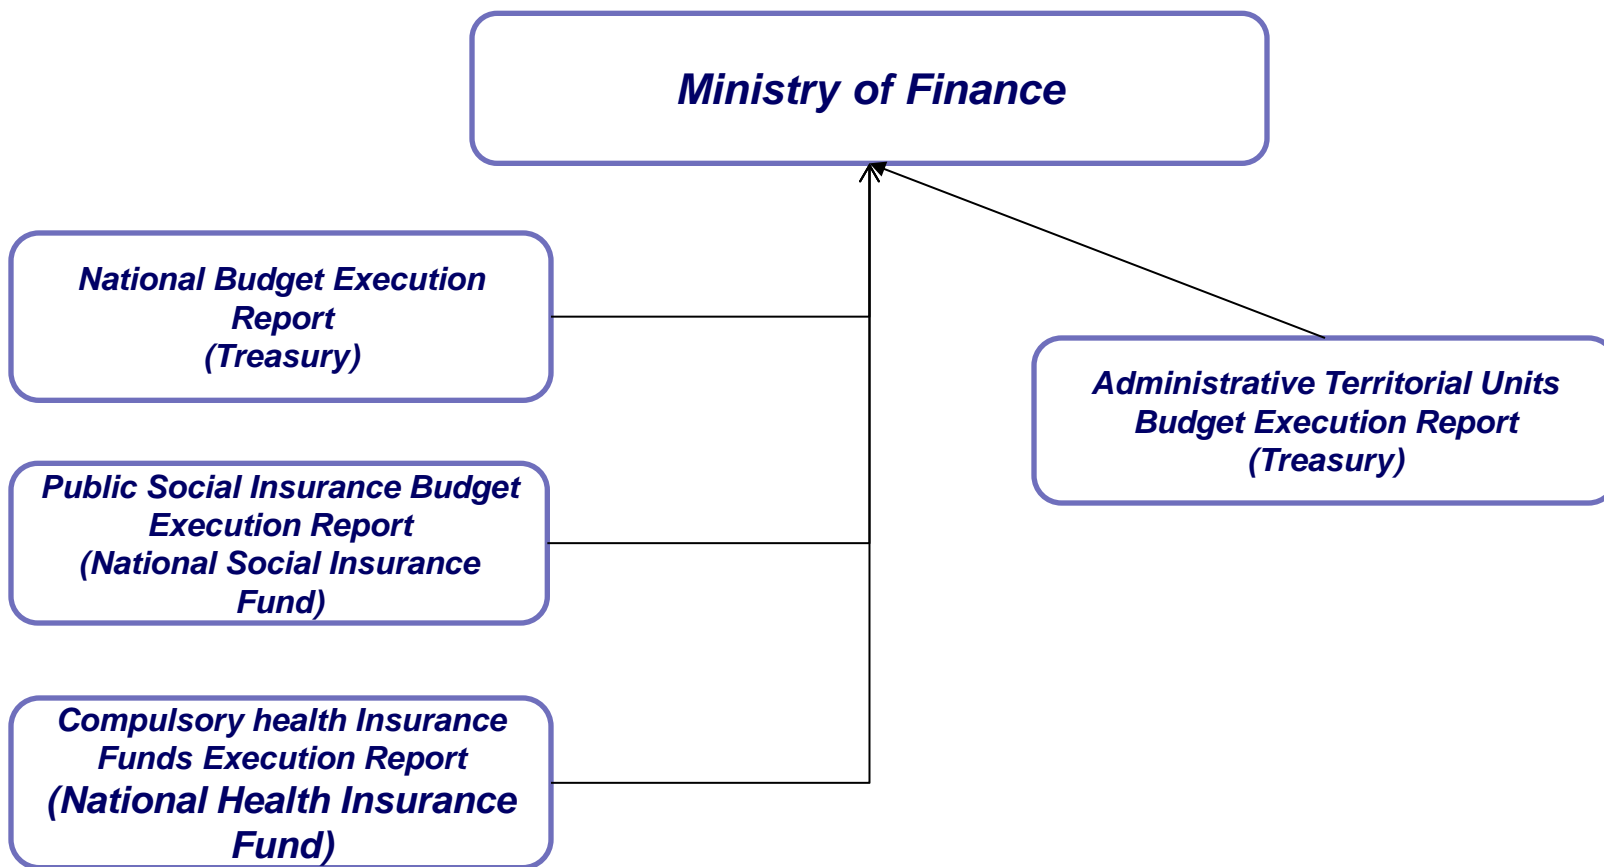 Ministry of Finance
National Budget Execution
Report
(Treasury)
Administrative Territorial Units
Budget Execution Report
(Treasury)
Public Social Insurance Budget
Execution Report
(National Social Insurance
Fund)
Compulsory health Insurance
Funds Execution Report
(National Health Insurance
Fund)